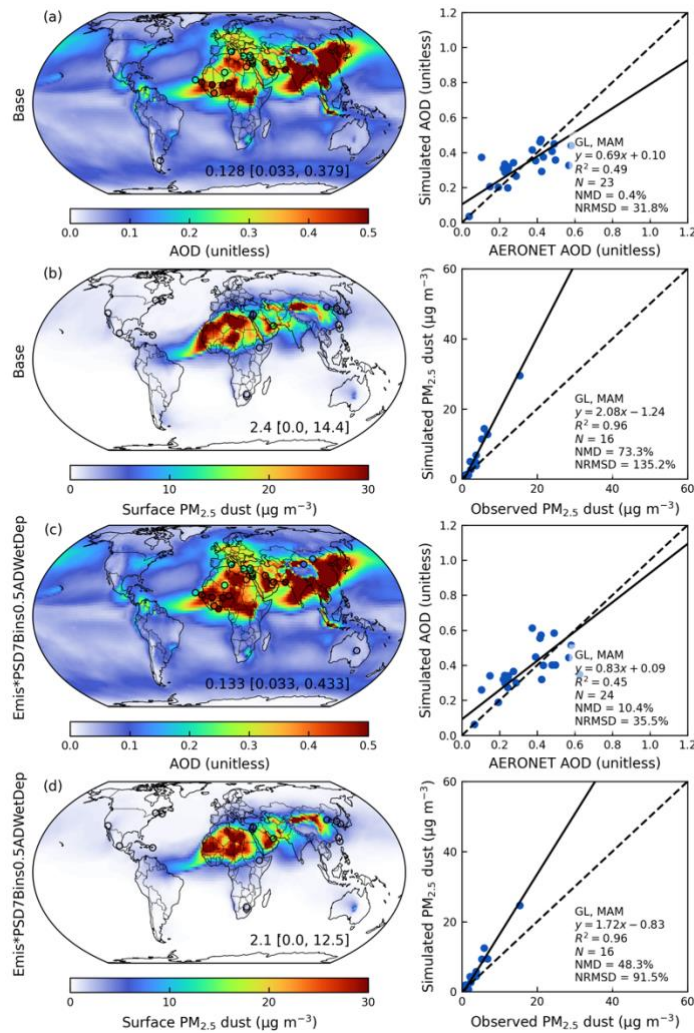 (a)
Base
0.128 [0.033, 0.379]
0.0 0.1 0.2 0.3 0.4 0.5
AOD (unitless)
Simulated AOD (unitless)
1.2
1.0
0.8
0.6
0.4
0.2
0.0
GL, MAM
y = 0.69x + 0.10
R² = 0.49
N = 23
NMD = 0.4%
NRMSD = 31.8%
0.0 0.2 0.4 0.6 0.8 1.0 1.2
AERONET AOD (unitless)
(b)
Base
2.4 [0.0, 14.4]
0 10 20 30
Surface PM₂.₅ dust (µg m⁻³)
Simulated PM₂.₅ dust (µg m⁻³)
60
40
20
0
GL, MAM
y = 2.08x − 1.24
R² = 0.96
N = 16
NMD = 73.3%
NRMSD = 135.2%
0 20 40 60
Observed PM₂.₅ dust (µg m⁻³)
(c)
Emis*PSD7Bins0.5ADWetDep
0.133 [0.033, 0.433]
0.0 0.1 0.2 0.3 0.4 0.5
AOD (unitless)
Simulated AOD (unitless)
1.2
1.0
0.8
0.6
0.4
0.2
0.0
GL, MAM
y = 0.83x + 0.09
R² = 0.45
N = 24
NMD = 10.4%
NRMSD = 35.5%
0.0 0.2 0.4 0.6 0.8 1.0 1.2
AERONET AOD (unitless)
(d)
Emis*PSD7Bins0.5ADWetDep
2.1 [0.0, 12.5]
0 10 20 30
Surface PM₂.₅ dust (µg m⁻³)
Simulated PM₂.₅ dust (µg m⁻³)
60
40
20
0
GL, MAM
y = 1.72x − 0.83
R² = 0.96
N = 16
NMD = 48.3%
NRMSD = 91.5%
0 20 40 60
Observed PM₂.₅ dust (µg m⁻³)